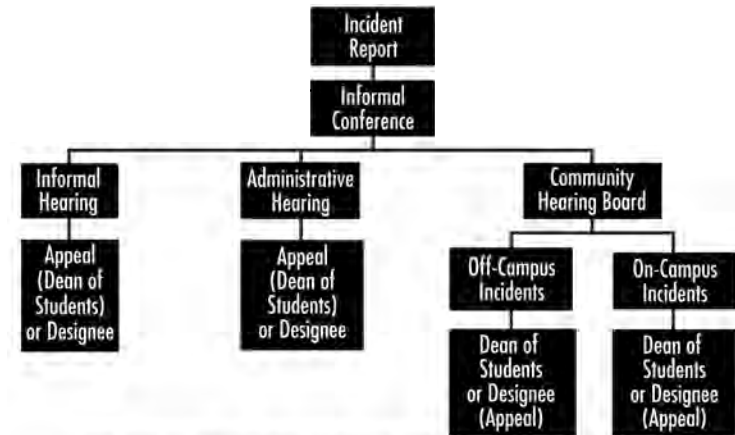 Incident
Report
Informal
Conference
Informal
Hearing
Administrative
Hearing
Community
Hearing Board
Appeal
(Dean of
Students)
or Designee
Appeal
(Dean of
Students)
or Designee
Off-Campus
Incidents
On-Campus
Incidents
Dean of
Students
or Designee
(Appeal)
Dean of
Students
or Designee
(Appeal)